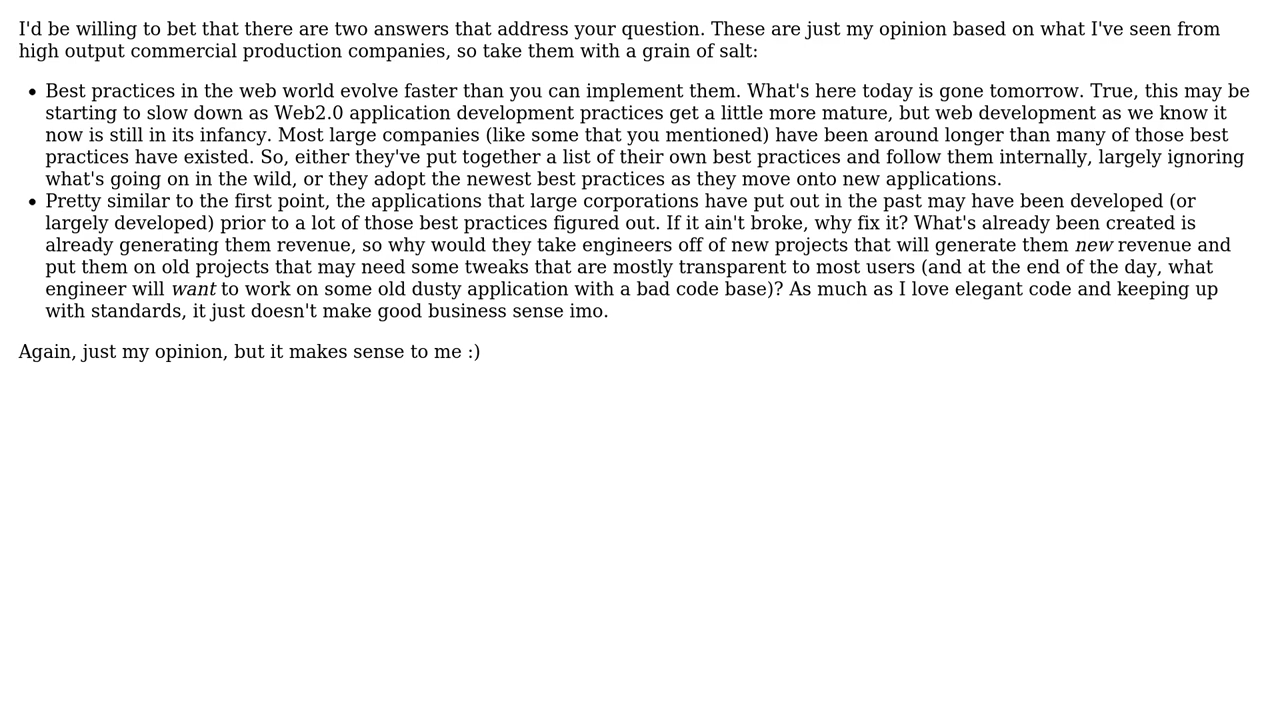 I'd be willing to bet that there are two answers that address your question. These are just my opinion based on what I've seen from
high output commercial production companies, so take them with a grain of salt:
• Best practices in the web world evolve faster than you can implement them. What's here today is gone tomorrow. True, this may be
starting to slow down as Web2.0 application development practices get a little more mature, but web development as we know it
now is still in its infancy. Most large companies (like some that you mentioned) have been around longer than many of those best
practices have existed. So, either they've put together a list of their own best practices and follow them internally, largely ignoring
what's going on in the wild, or they adopt the newest best practices as they move onto new applications.
• Pretty similar to the first point, the applications that large corporations have put out in the past may have been developed (or
largely developed) prior to a lot of those best practices figured out. If it ain't broke, why fix it? What's already been created is
already generating them revenue, so why would they take engineers off of new projects that will generate them new revenue and
put them on old projects that may need some tweaks that are mostly transparent to most users (and at the end of the day, what
engineer will want to work on some old dusty application with a bad code base)? As much as I love elegant code and keeping up
with standards, it just doesn't make good business sense imo.
Again, just my opinion, but it makes sense to me :)